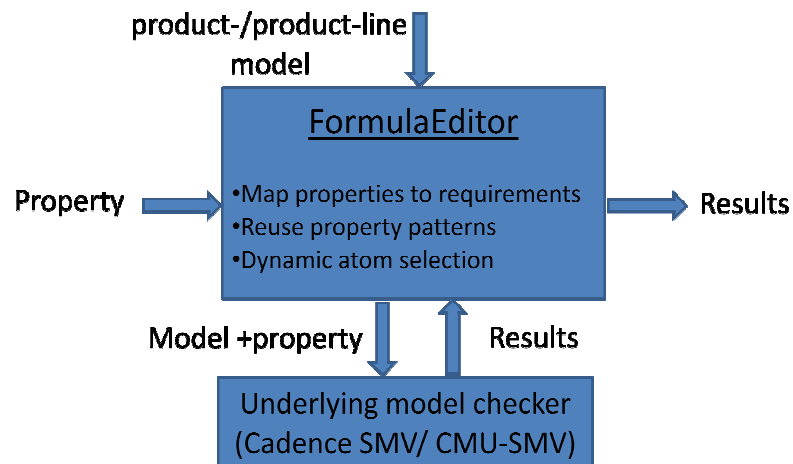 product-/product-line
model
FormulaEditor
Property
•Map properties to requirements
•Reuse property patterns
•Dynamic atom selection
Results
Model +property
Results
Underlying model checker
(Cadence SMV/ CMU-SMV)